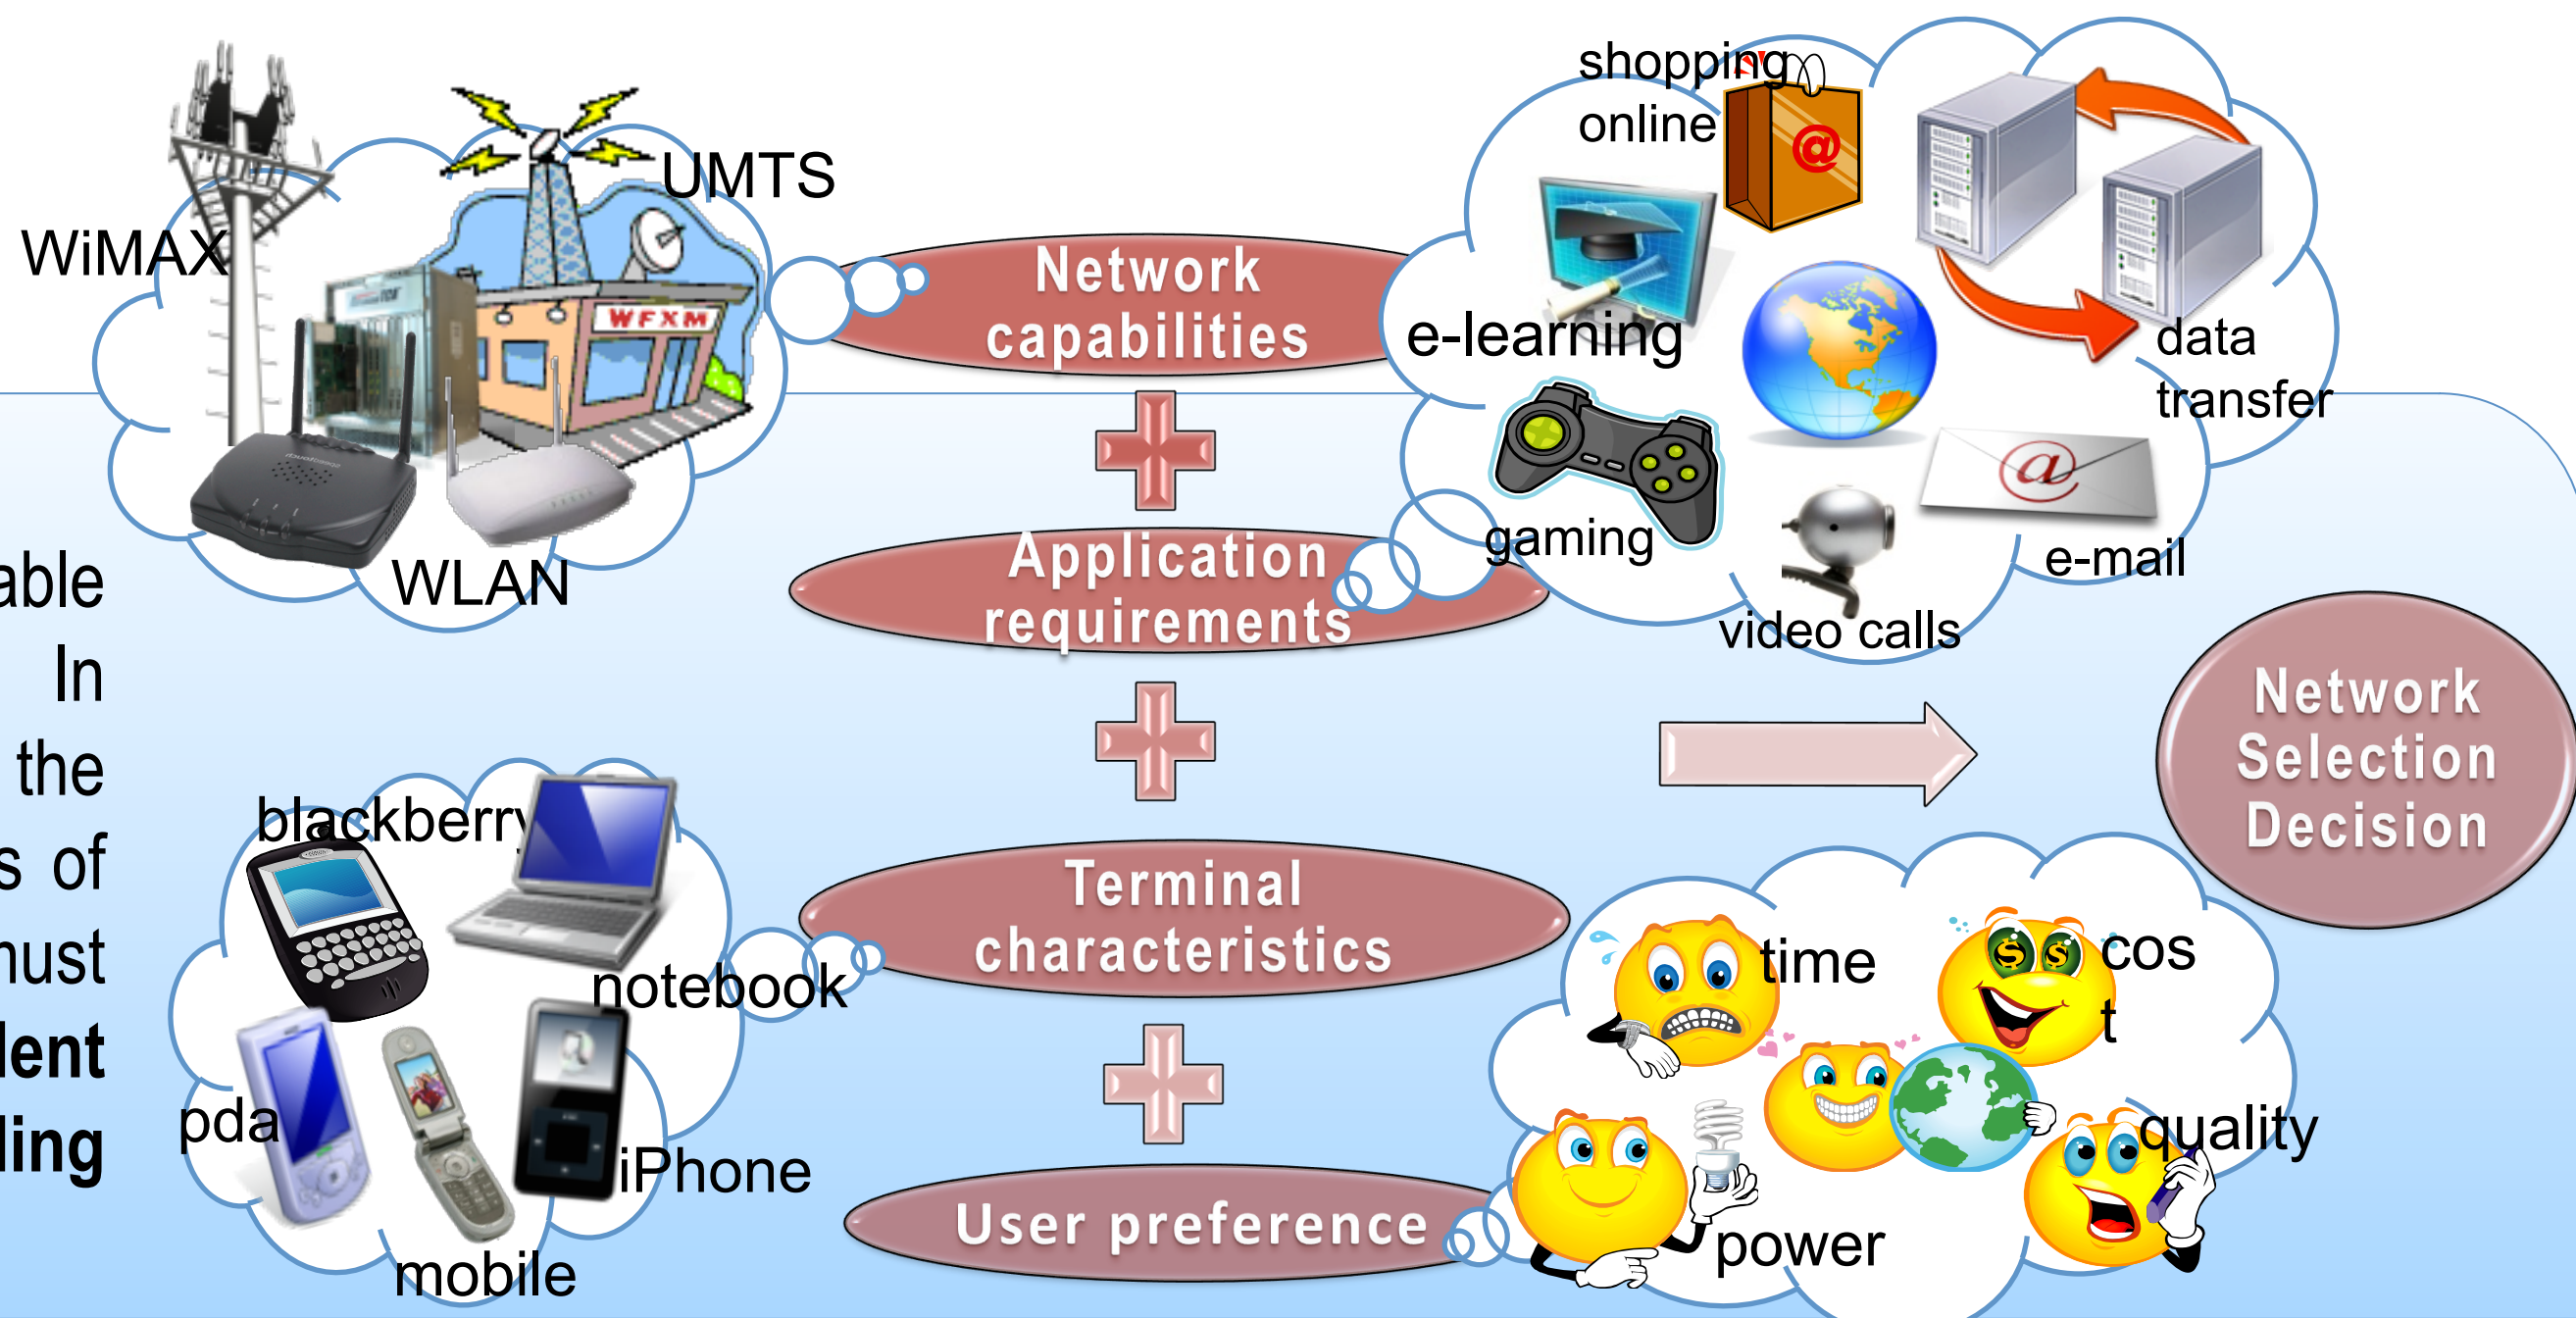 WiMAX
UMTS
WFXM
WLAN
Network
capabilities
shopping
online
@
e-learning
data
transfer
gaming
@
e-mail
video calls
Application
requirements
able
In
the
s of
must
lent
ling
blackberry
notebook
pda
iPhone
mobile
Terminal
characteristics
User preference
time
cos
t
$ $
quality
power
Network
Selection
Decision